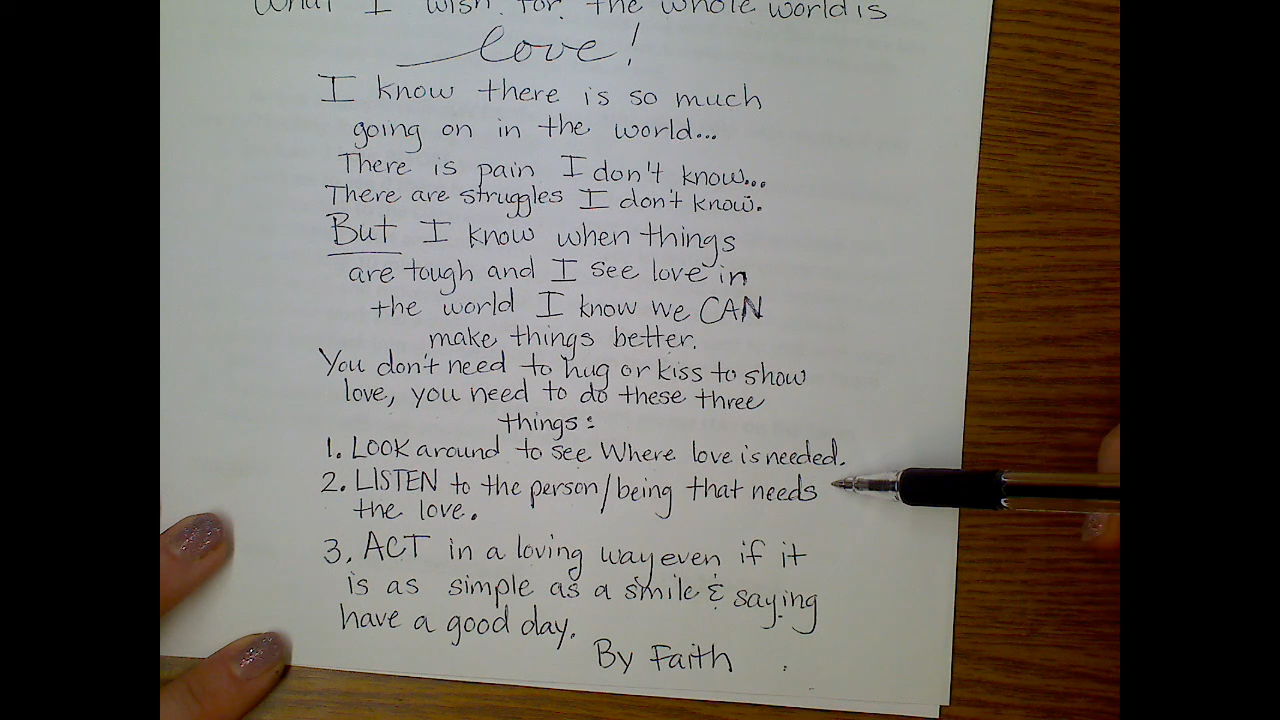 What I wish for the whole world is
love!
I know there is so much
going on in the world...
There is pain I don't know...
There are struggles I don't know.
But I know when things
are tough and I see love in
the world I know we CAN
make things better.
You don't need to hug or kiss to show
love, you need to do these three
things:
1. LOOK around to see Where love is needed.
2. LISTEN to the person/being that needs
the love.
3. ACT in a loving way even if it
is as simple as a smile & saying
have a good day.
By Faith